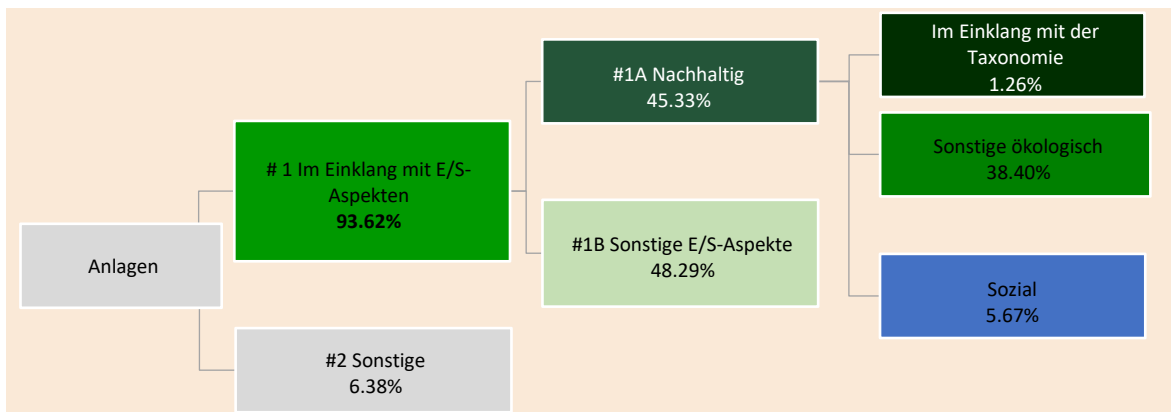 Anlagen
# 1 Im Einklang mit E/S-
Aspekten
93.62%
#2 Sonstige
6.38%
#1A Nachhaltig
45.33%
#1B Sonstige E/S-Aspekte
48.29%
Im Einklang mit der
Taxonomie
1.26%
Sonstige ökologisch
38.40%
Sozial
5.67%